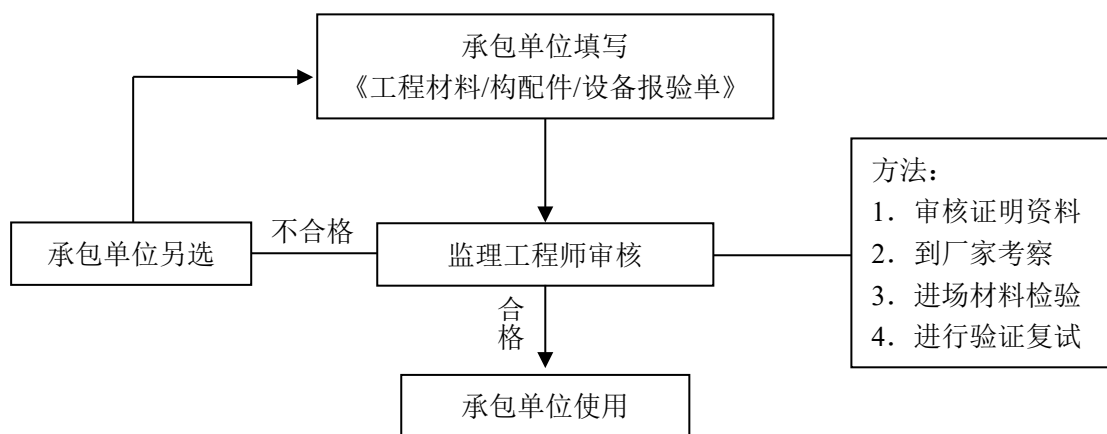 承包单位填写
《工程材料/构配件/设备报验单》
方法：
1．审核证明资料
2．到厂家考察
3．进场材料检验
4．进行验证复试
承包单位另选
不合格
监理工程师审核
合格
承包单位使用